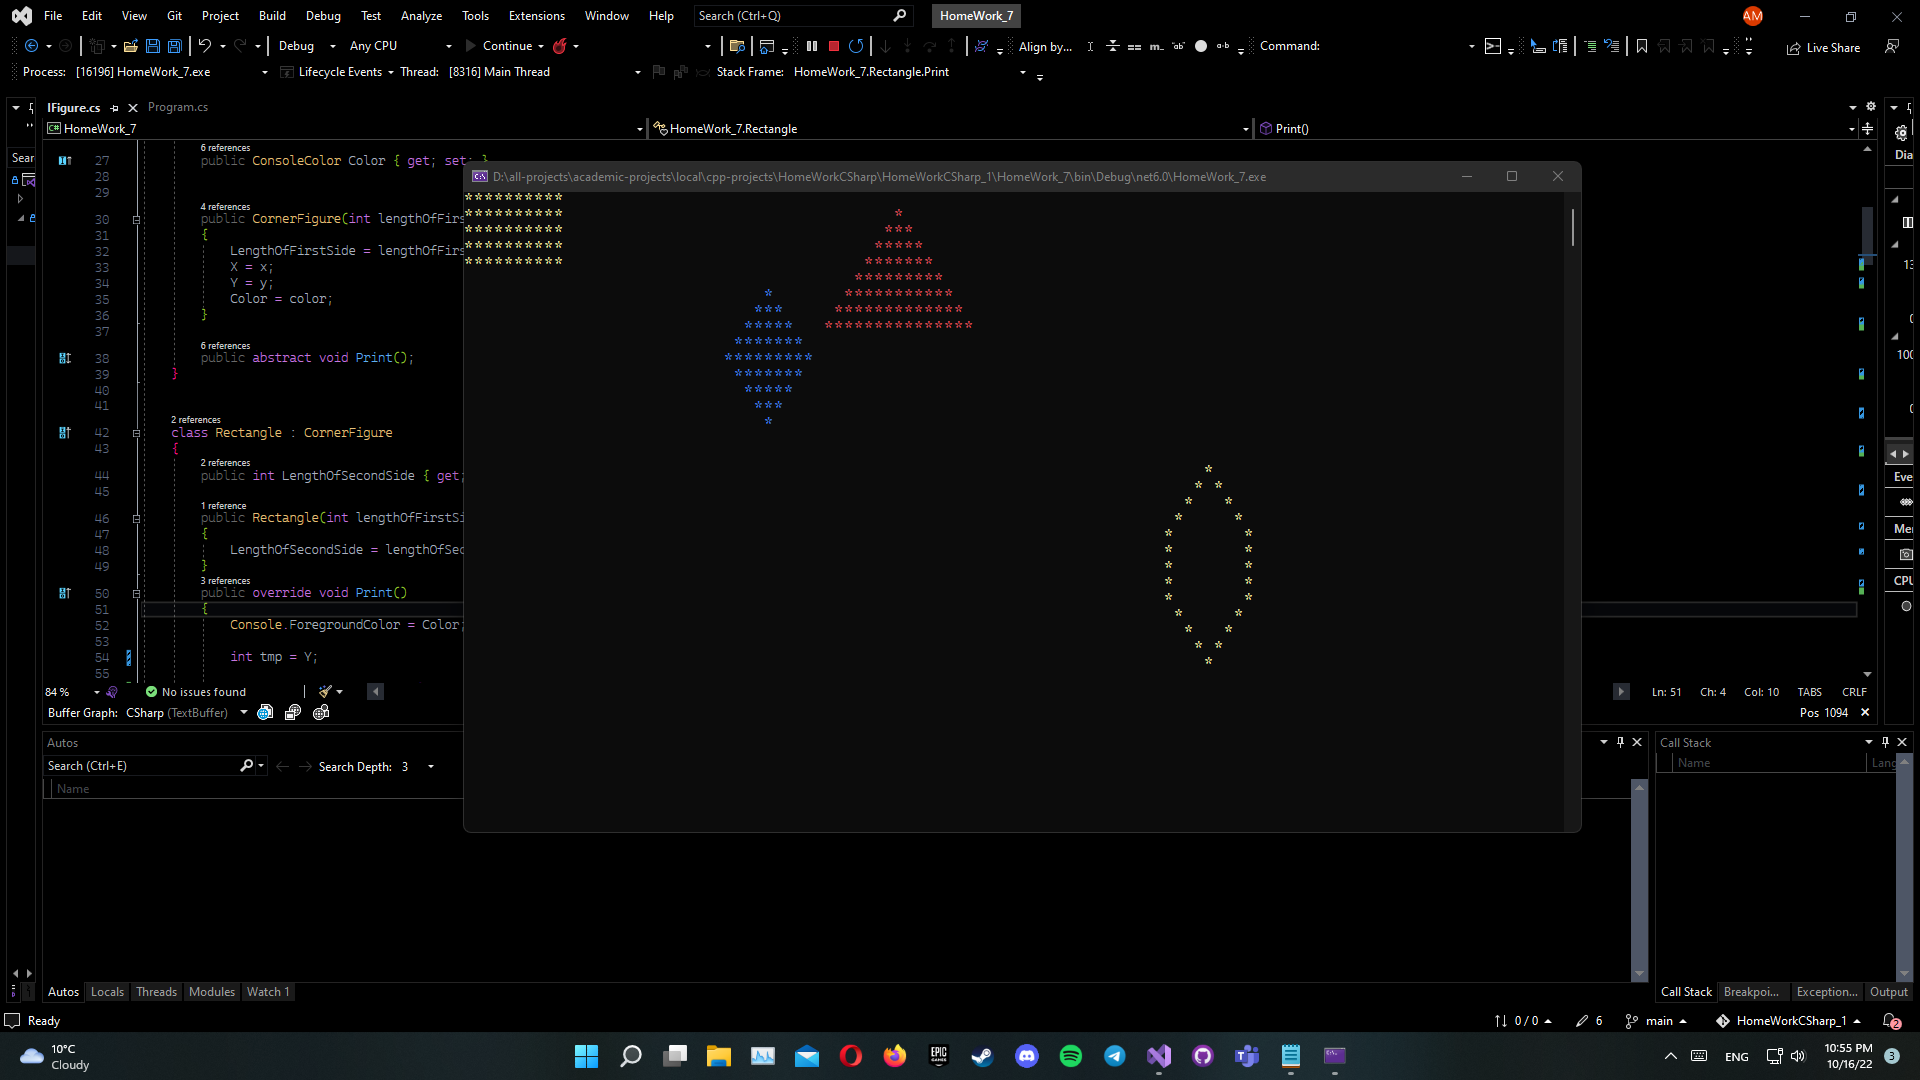 File Edit View Git Project Build Debug Test Analyze Tools Extensions Window Help Search (Ctrl+Q) HomeWork_7 AM
Debug Any CPU Continue Align by... Command: Live Share
Process: [16196] HomeWork_7.exe Lifecycle Events Thread: [8316] Main Thread Stack Frame: HomeWork_7.Rectangle.Print
IFigure.cs Program.cs
HomeWork_7 HomeWork_7.Rectangle Print()
6 references
27 public ConsoleColor Color { get; set; }
28
29
4 references
30 public CornerFigure(int lengthOfFirs
31 {
32 LengthOfFirstSide = lengthOfFirs
33 X = x;
34 Y = y;
35 Color = color;
36 }
37
6 references
38 public abstract void Print();
39 }
40
41
2 references
42 class Rectangle : CornerFigure
43 {
2 references
44 public int LengthOfSecondSide { get;
45
1 reference
46 public Rectangle(int lengthOfFirstSi
47 {
48 LengthOfSecondSide = lengthOfSec
49 }
3 references
50 public override void Print()
51 {
52 Console.ForegroundColor = Color;
53
54 int tmp = Y;
55
D:\all-projects\academic-projects\local\cpp-projects\HomeWorkCSharp\HomeWorkCSharp_1\HomeWork_7\bin\Debug\net6.0\HomeWork_7.exe
**********
********** *
********** ***
********** *****
********** *******
*********
* ***********
*** *************
***** ***************
*******
*********
*******
*****
***
*
*
* *
* *
* *
* *
* *
* *
* *
* *
* *
* *
* *
*
84 % No issues found Ln: 51 Ch: 4 Col: 10 TABS CRLF
Buffer Graph: CSharp (TextBuffer) Pos 1094
Autos
Search (Ctrl+E) Search Depth: 3
Name
Call Stack
Name Lang
Sear
Dia
13
0
100
0
Eve
Me
CPU
Autos Locals Threads Modules Watch 1
Call Stack Breakpoi... Exception... Output
Ready 0 / 0 6 main HomeWorkCSharp_1 2
10°C
Cloudy
EPIC GAMES
ENG
10:55 PM
10/16/22
3